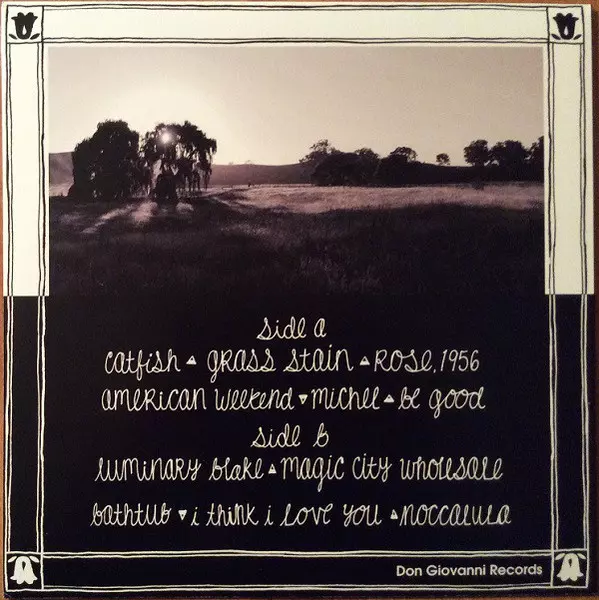 side a
catfish ▵ grass stain ▵ rose, 1956
american weekend ▾ michel ▵ be good
side b
luminary blake ▵ magic city wholesale
bathtub ▾ i think i love you ▵ noccalula
Don Giovanni Records